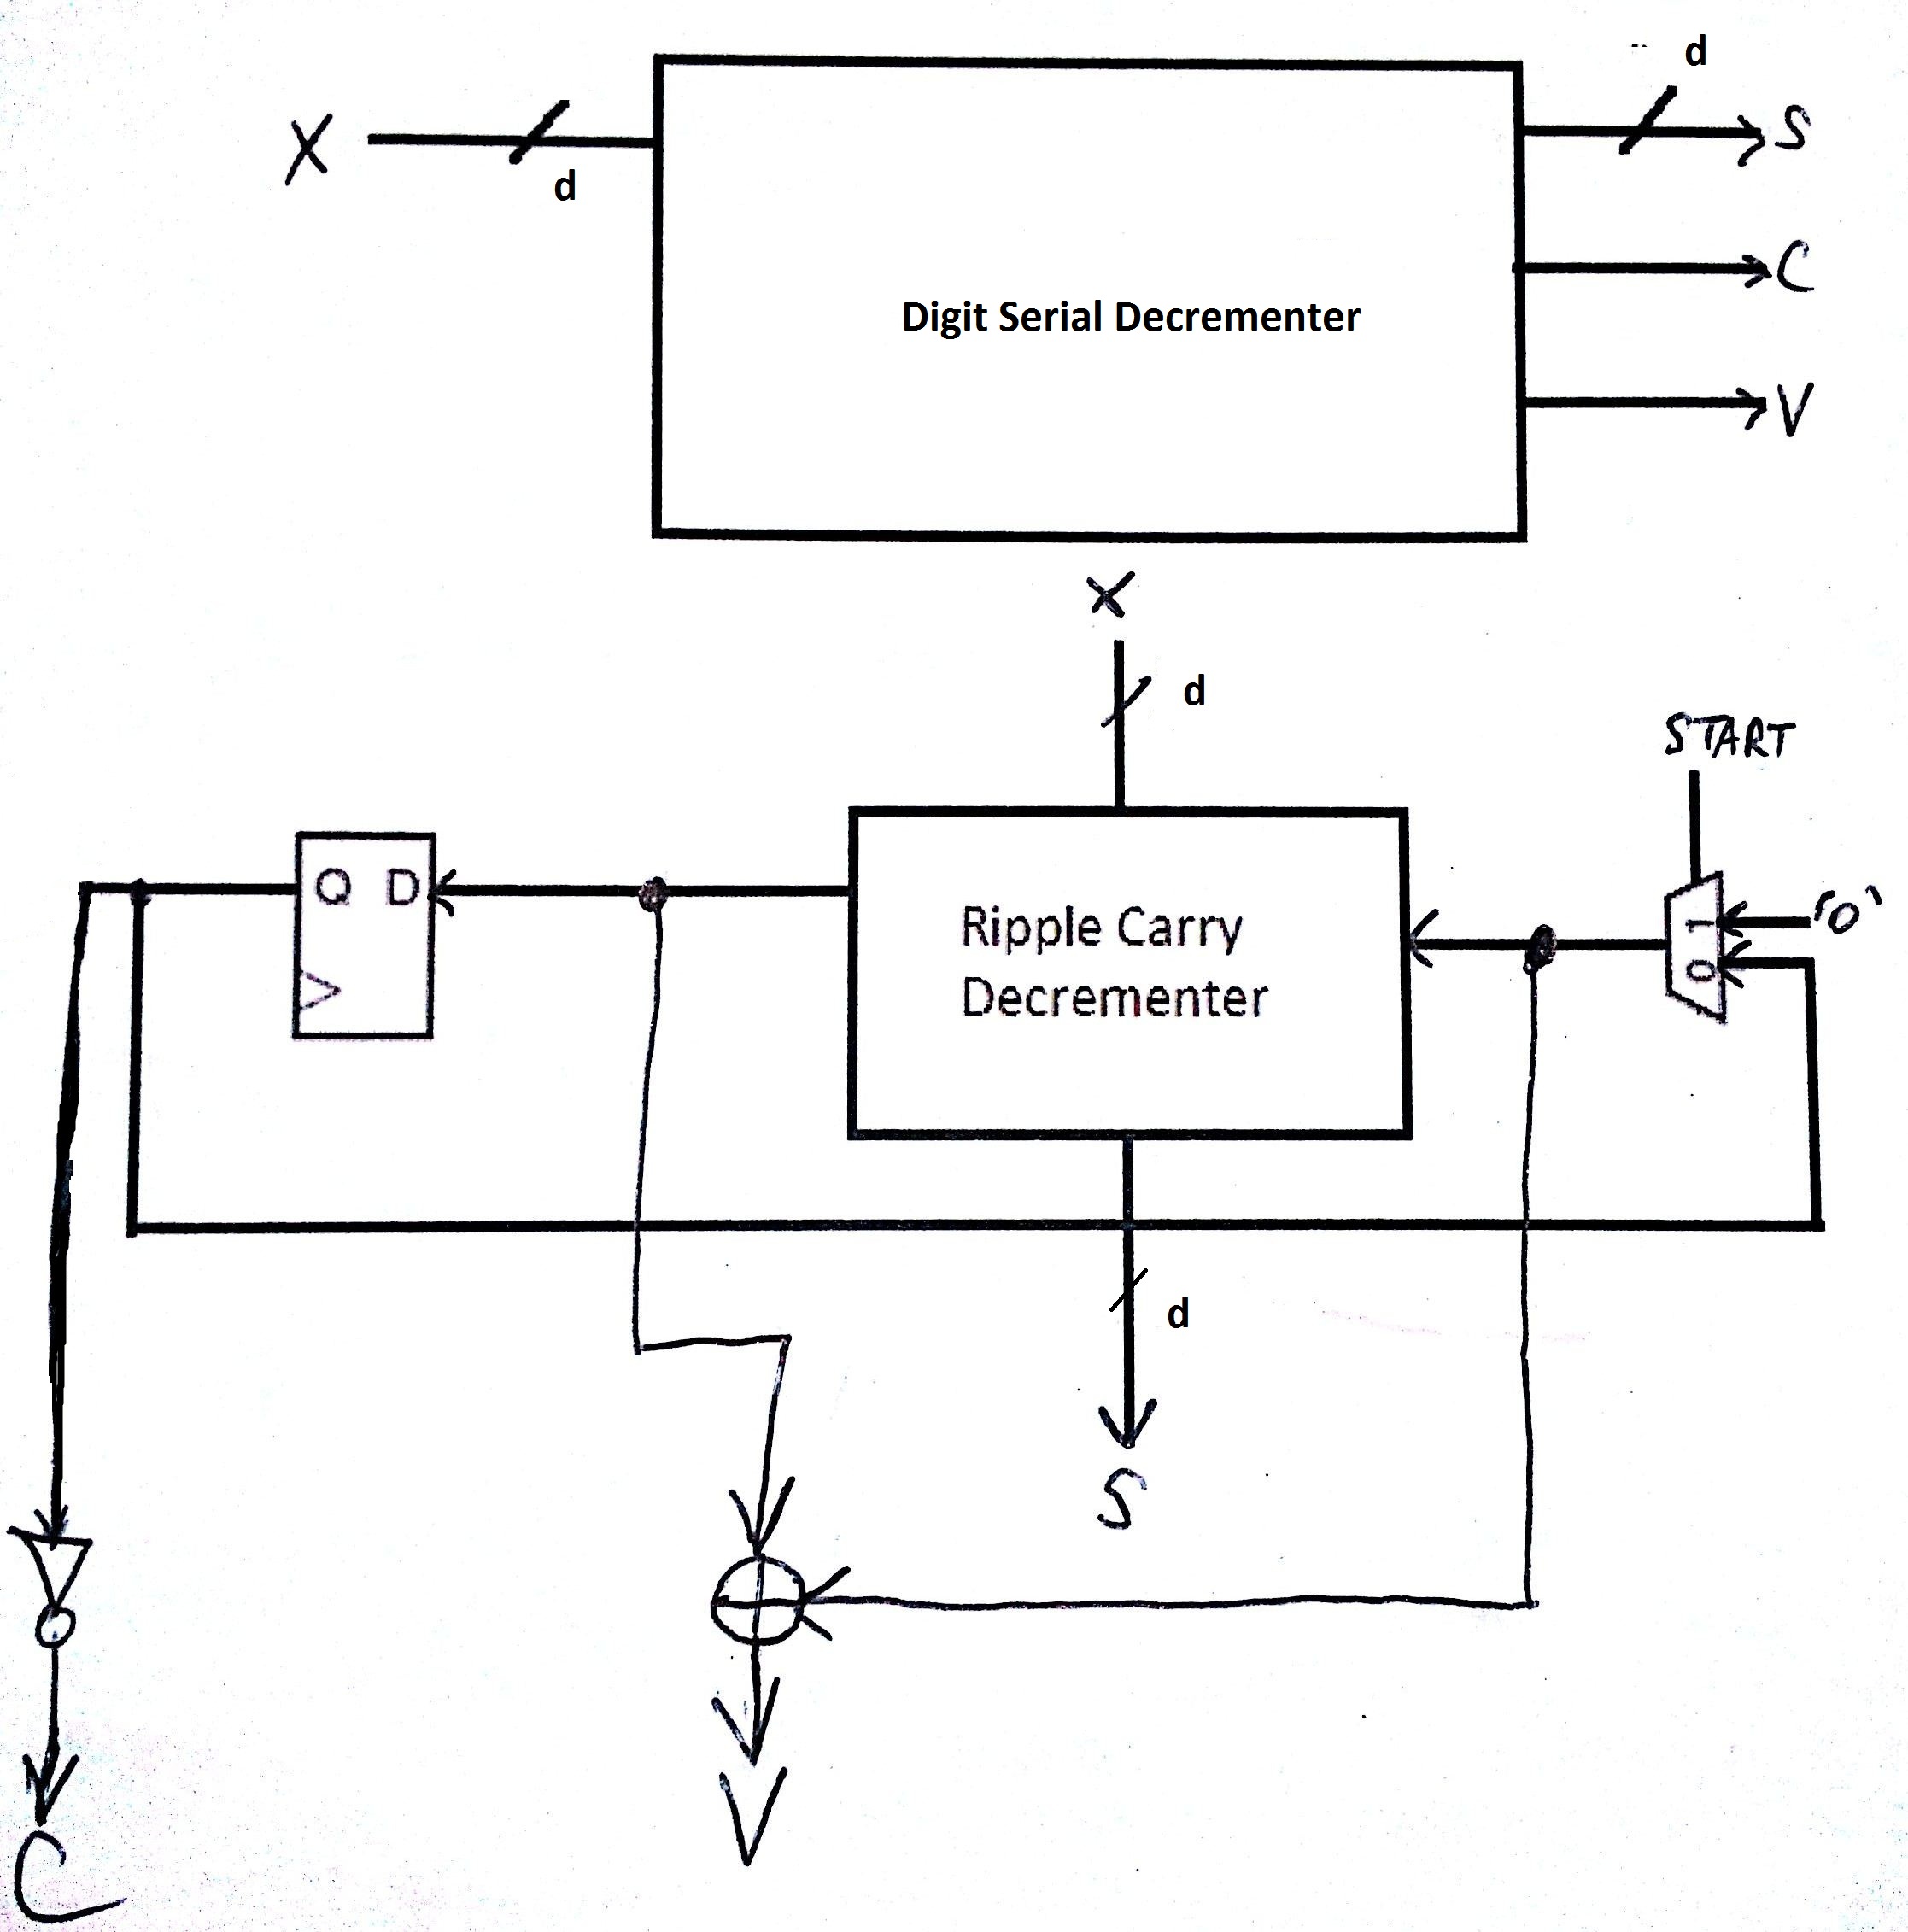 d
X
d
S
Digit Serial Decrementer
C
V
X
d
START
Q D
Ripple Carry
Decrementer
1
'0'
0
d
S
V
C